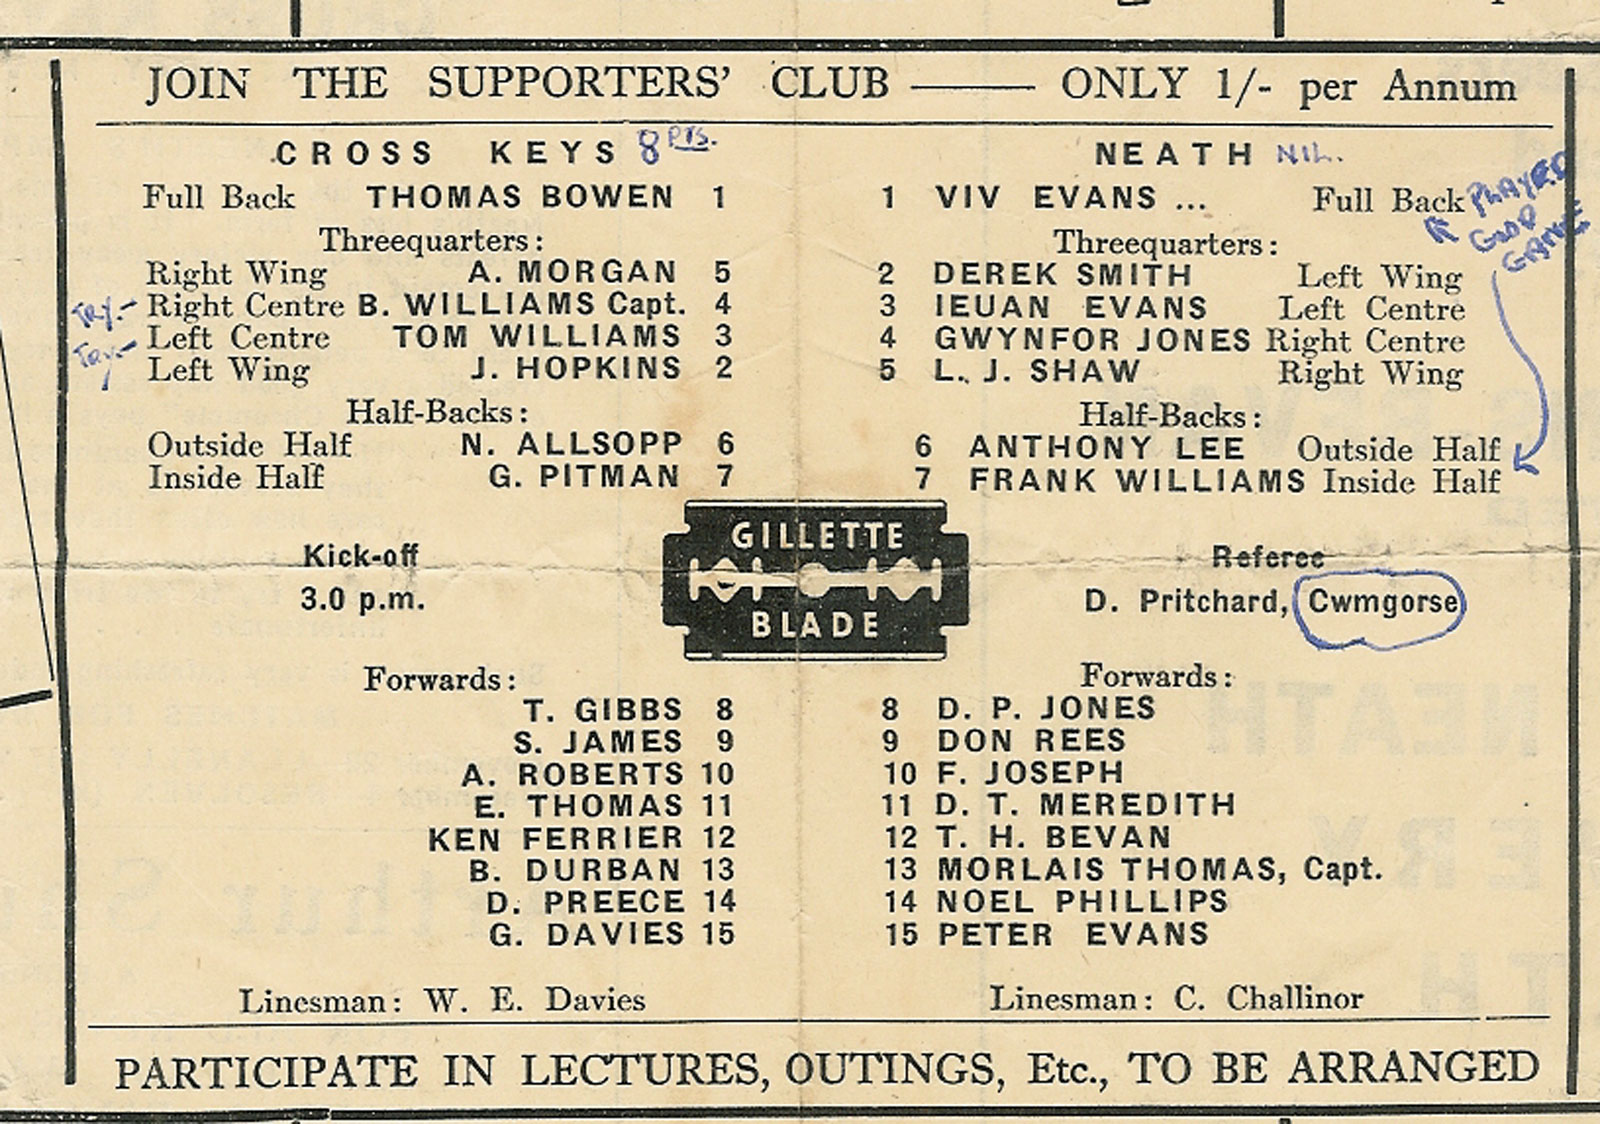 JOIN THE SUPPORTERS' CLUB —— ONLY 1/- per Annum
CROSS KEYS 8 PTS.
Full Back THOMAS BOWEN 1
Threequarters:
Right Wing A. MORGAN 5
Try.- Right Centre B. WILLIAMS Capt. 4
Try.- Left Centre TOM WILLIAMS 3
Left Wing J. HOPKINS 2
Half-Backs:
Outside Half N. ALLSOPP 6
Inside Half G. PITMAN 7
NEATH NIL.
1 VIV EVANS ... Full Back
PLAYED
GOOD
GAME
Threequarters:
2 DEREK SMITH Left Wing
3 IEUAN EVANS Left Centre
4 GWYNFOR JONES Right Centre
5 L. J. SHAW Right Wing
Half-Backs:
6 ANTHONY LEE Outside Half
7 FRANK WILLIAMS Inside Half
Kick-off
3.0 p.m.
GILLETTE
BLADE
Referee
D. Pritchard, Cwmgorse
Forwards:
T. GIBBS 8
S. JAMES 9
A. ROBERTS 10
E. THOMAS 11
KEN FERRIER 12
B. DURBAN 13
D. PREECE 14
G. DAVIES 15
Linesman: W. E. Davies
Forwards:
8 D. P. JONES
9 DON REES
10 F. JOSEPH
11 D. T. MEREDITH
12 T. H. BEVAN
13 MORLAIS THOMAS, Capt.
14 NOEL PHILLIPS
15 PETER EVANS
Linesman: C. Challinor
PARTICIPATE IN LECTURES, OUTINGS, Etc., TO BE ARRANGED